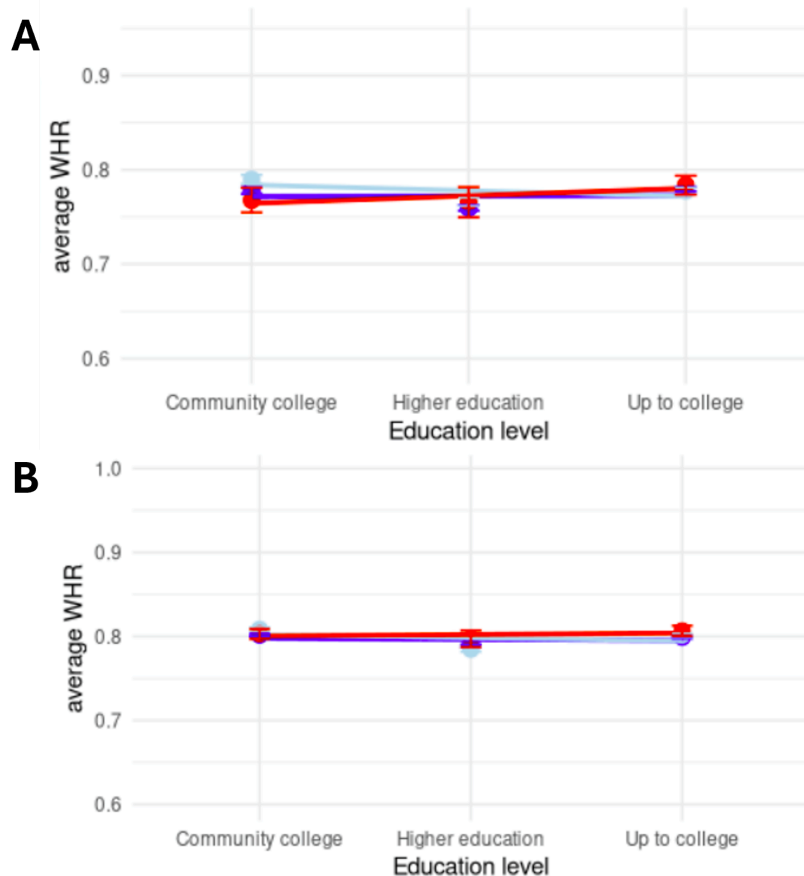 A
average WHR
0.9
0.8
0.7
0.6
Community college Higher education Up to college
Education level
B
average WHR
1.0
0.9
0.8
0.7
0.6
Community college Higher education Up to college
Education level